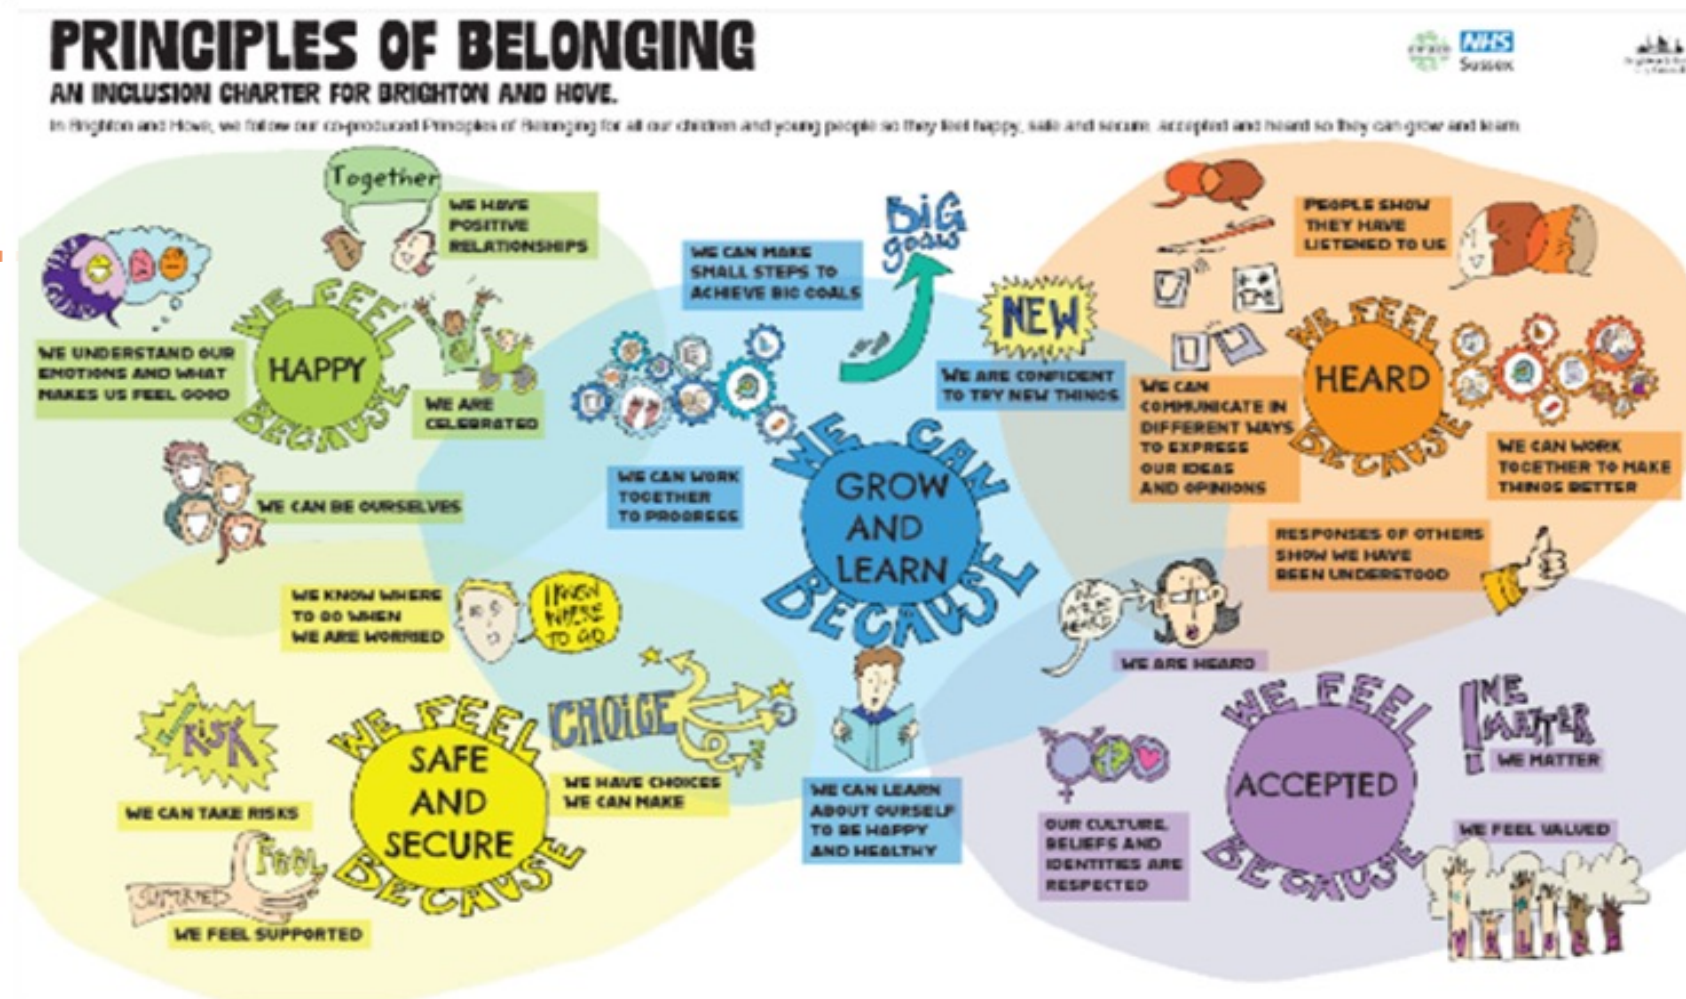 PRINCIPLES OF BELONGING
AN INCLUSION CHARTER FOR BRIGHTON AND HOVE.
In Brighton and Hove, we follow our co-produced Principles of Belonging for all our children and young people so they feel happy, safe and secure, accepted and heard so they can grow and learn
NHS
Sussex
Together
WE HAVE
POSITIVE
RELATIONSHIPS
WE FEEL
HAPPY
BECAUSE
WE UNDERSTAND OUR
EMOTIONS AND WHAT
MAKES US FEEL GOOD
WE ARE
CELEBRATED
WE CAN BE OURSELVES
WE CAN MAKE
SMALL STEPS TO
ACHIEVE BIG GOALS
BIG
goals
NEW
WE ARE CONFIDENT
TO TRY NEW THINGS
WE CAN WORK
TOGETHER
TO PROGRESS
WE CAN
GROW
AND
LEARN
BECAUSE
WE CAN LEARN
ABOUT OURSELF
TO BE HAPPY
AND HEALTHY
PEOPLE SHOW
THEY HAVE
LISTENED TO US
WE FEEL
HEARD
BECAUSE
WE CAN
COMMUNICATE IN
DIFFERENT WAYS
TO EXPRESS
OUR IDEAS
AND OPINIONS
WE CAN WORK
TOGETHER TO MAKE
THINGS BETTER
RESPONSES OF OTHERS
SHOW WE HAVE
BEEN UNDERSTOOD
WE KNOW WHERE
TO GO WHEN
WE ARE WORRIED
I KNOW
WHERE
TO GO
RISK
WE CAN TAKE RISKS
WE FEEL
SAFE
AND
SECURE
BECAUSE
CHOICE
WE HAVE CHOICES
WE CAN MAKE
FEEL
SUPPORTED
WE FEEL SUPPORTED
WE
ARE
HEARD
WE ARE HEARD
WE FEEL
ACCEPTED
BECAUSE
WE
MATTER
WE MATTER
OUR CULTURE,
BELIEFS AND
IDENTITIES ARE
RESPECTED
WE FEEL VALUED